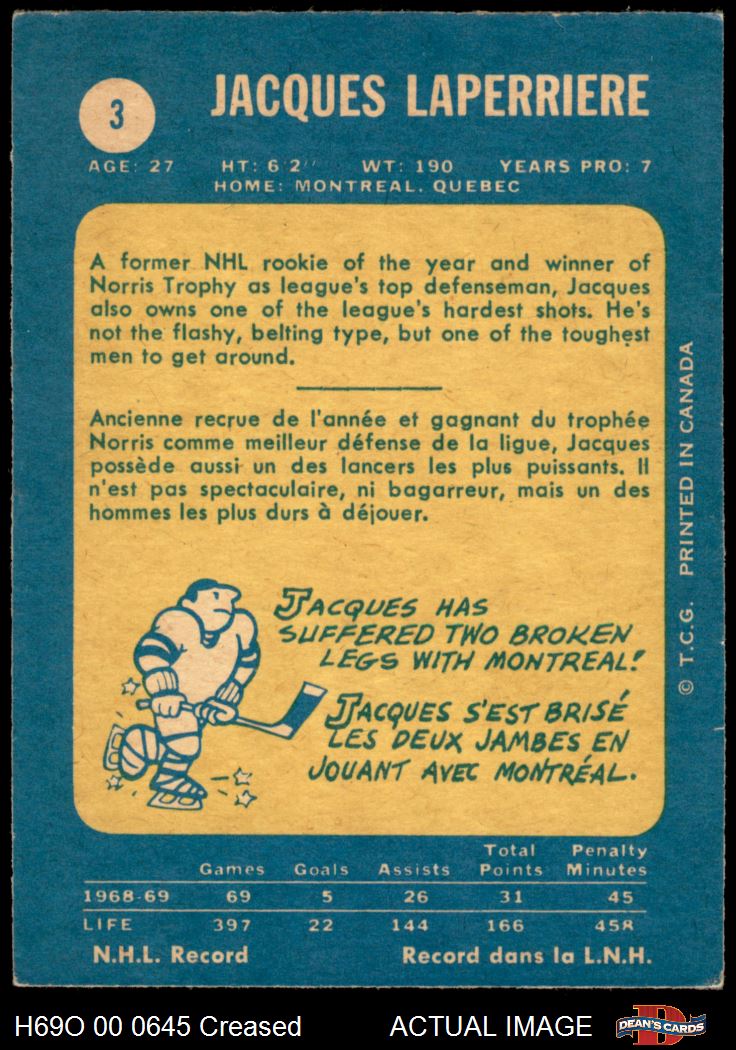 3
JACQUES LAPERRIERE
AGE: 27 HT: 6'2" WT: 190 YEARS PRO: 7
HOME: MONTREAL, QUEBEC
A former NHL rookie of the year and winner of
Norris Trophy as league's top defenseman, Jacques
also owns one of the league's hardest shots. He's
not the flashy, belting type, but one of the toughest
men to get around.
Ancienne recrue de l'année et gagnant du trophée
Norris comme meilleur défense de la ligue, Jacques
possède aussi un des lancers les plus puissants. Il
n'est pas spectaculaire, ni bagarreur, mais un des
hommes les plus durs à déjouer.
JACQUES HAS
SUFFERED TWO BROKEN
LEGS WITH MONTREAL!
JACQUES S'EST BRISÉ
LES DEUX JAMBES EN
JOUANT AVEC MONTRÉAL.
© T.C.G. PRINTED IN CANADA
Total Penalty
Games Goals Assists Points Minutes
1968-69 69 5 26 31 45
LIFE 397 22 144 166 458
N.H.L. Record Record dans la L.N.H.
H69O 00 0645 Creased ACTUAL IMAGE
D
DEAN'S CARDS